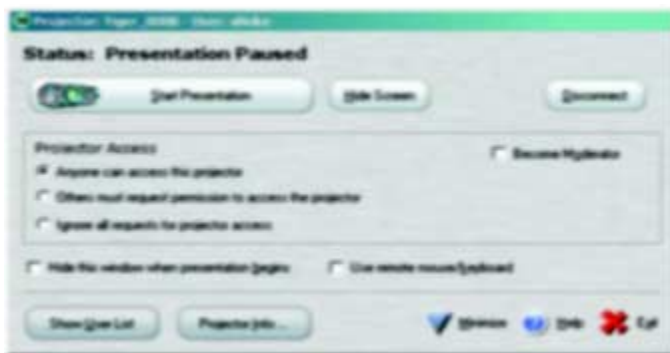 Status: Presentation Paused
Start Presentation
Hide Screen
Disconnect
Projector Access
Become Moderator
Anyone can access this projector
Others must request permission to access the projector
Ignore all requests for projector access
Hide this window when presentation begins
Use remote mouse/keyboard
Show User List
Projector Info...
Minimize
Help
Exit